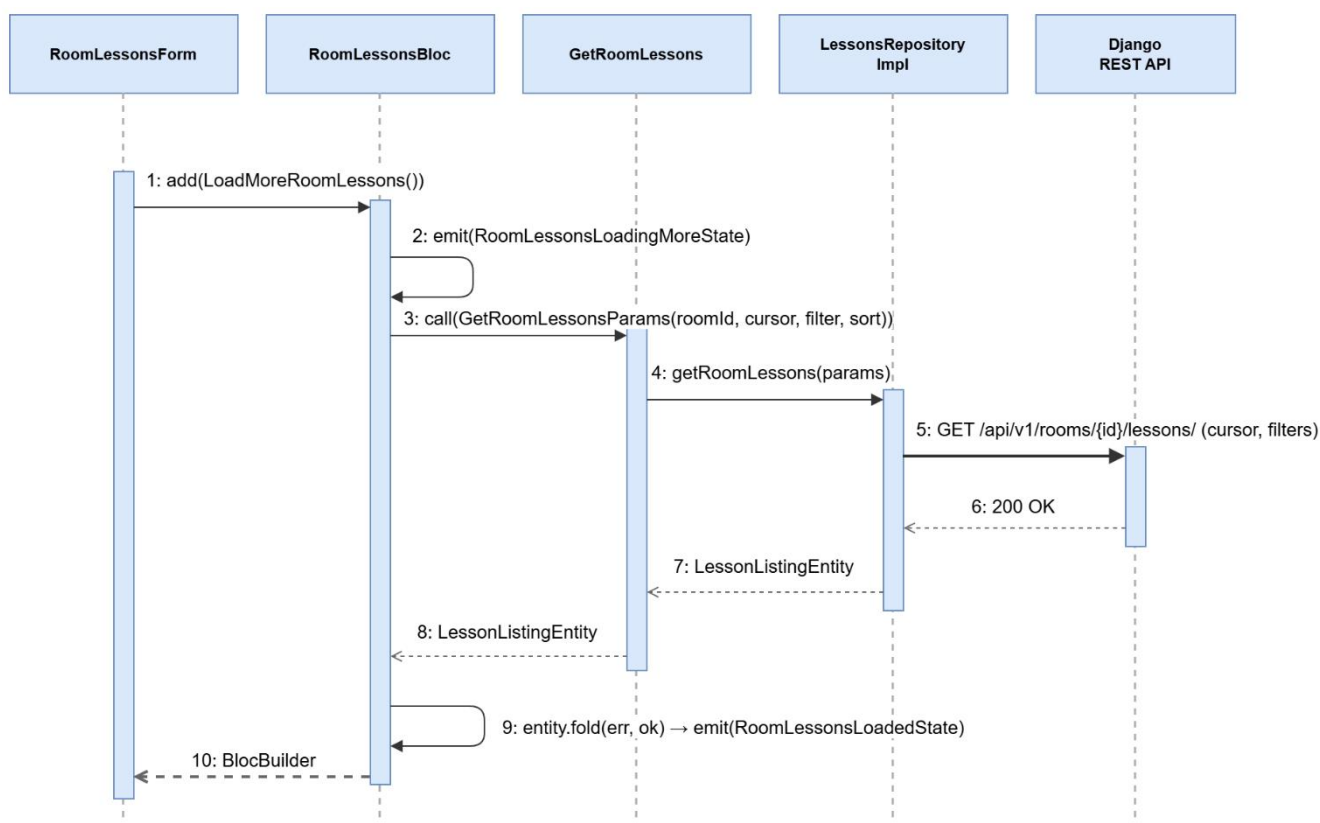 RoomLessonsForm
RoomLessonsBloc
GetRoomLessons
LessonsRepository
Impl
Django
REST API
1: add(LoadMoreRoomLessons())
2: emit(RoomLessonsLoadingMoreState)
3: call(GetRoomLessonsParams(roomId, cursor, filter, sort))
4: getRoomLessons(params)
5: GET /api/v1/rooms/{id}/lessons/ (cursor, filters)
6: 200 OK
7: LessonListingEntity
8: LessonListingEntity
9: entity.fold(err, ok) → emit(RoomLessonsLoadedState)
10: BlocBuilder